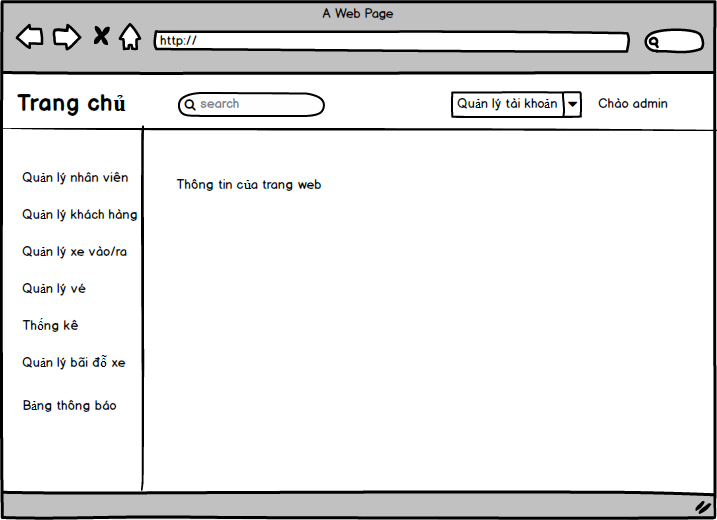 A Web Page
http://
Trang chủ
search
Quản lý tài khoản
Chào admin
Quản lý nhân viên
Quản lý khách hàng
Quản lý xe vào/ra
Quản lý vé
Thống kê
Quản lý bãi đỗ xe
Bảng thông báo
Thông tin của trang web